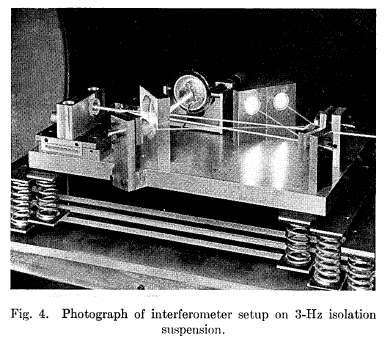 Fig. 4. Photograph of interferometer setup on 3-Hz isolation
suspension.